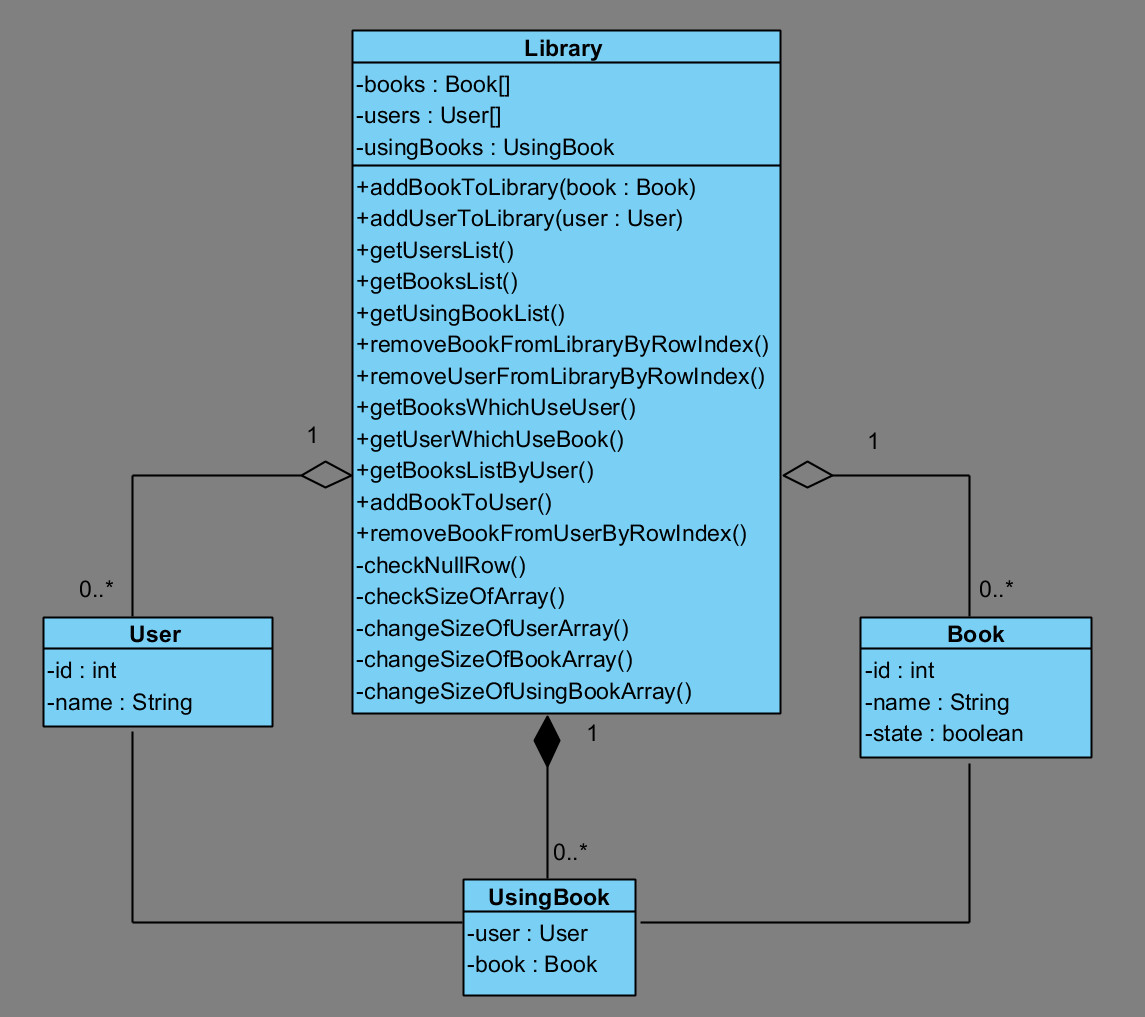 Library
-books : Book[]
-users : User[]
-usingBooks : UsingBook
+addBookToLibrary(book : Book)
+addUserToLibrary(user : User)
+getUsersList()
+getBooksList()
+getUsingBookList()
+removeBookFromLibraryByRowIndex()
+removeUserFromLibraryByRowIndex()
+getBooksWhichUseUser()
+getUserWhichUseBook()
+getBooksListByUser()
+addBookToUser()
+removeBookFromUserByRowIndex()
-checkNullRow()
-checkSizeOfArray()
-changeSizeOfUserArray()
-changeSizeOfBookArray()
-changeSizeOfUsingBookArray()
1
1
0..*
0..*
User
-id : int
-name : String
Book
-id : int
-name : String
-state : boolean
1
0..*
UsingBook
-user : User
-book : Book